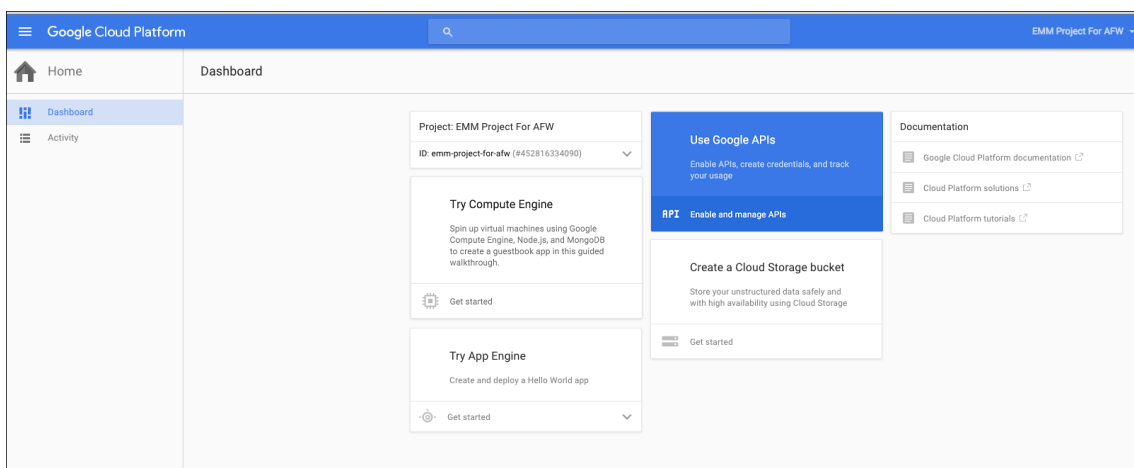 Google Cloud Platform
EMM Project For AFW
Home
Dashboard
Dashboard
Activity
Project: EMM Project For AFW
ID: emm-project-for-afw (#452816334090)
Try Compute Engine
Spin up virtual machines using Google
Compute Engine, Node.js, and MongoDB
to create a guestbook app in this guided
walkthrough.
Get started
Try App Engine
Create and deploy a Hello World app
Get started
Use Google APIs
Enable APIs, create credentials, and track
your usage
API Enable and manage APIs
Create a Cloud Storage bucket
Store your unstructured data safely and
with high availability using Cloud Storage
Get started
Documentation
Google Cloud Platform documentation
Cloud Platform solutions
Cloud Platform tutorials